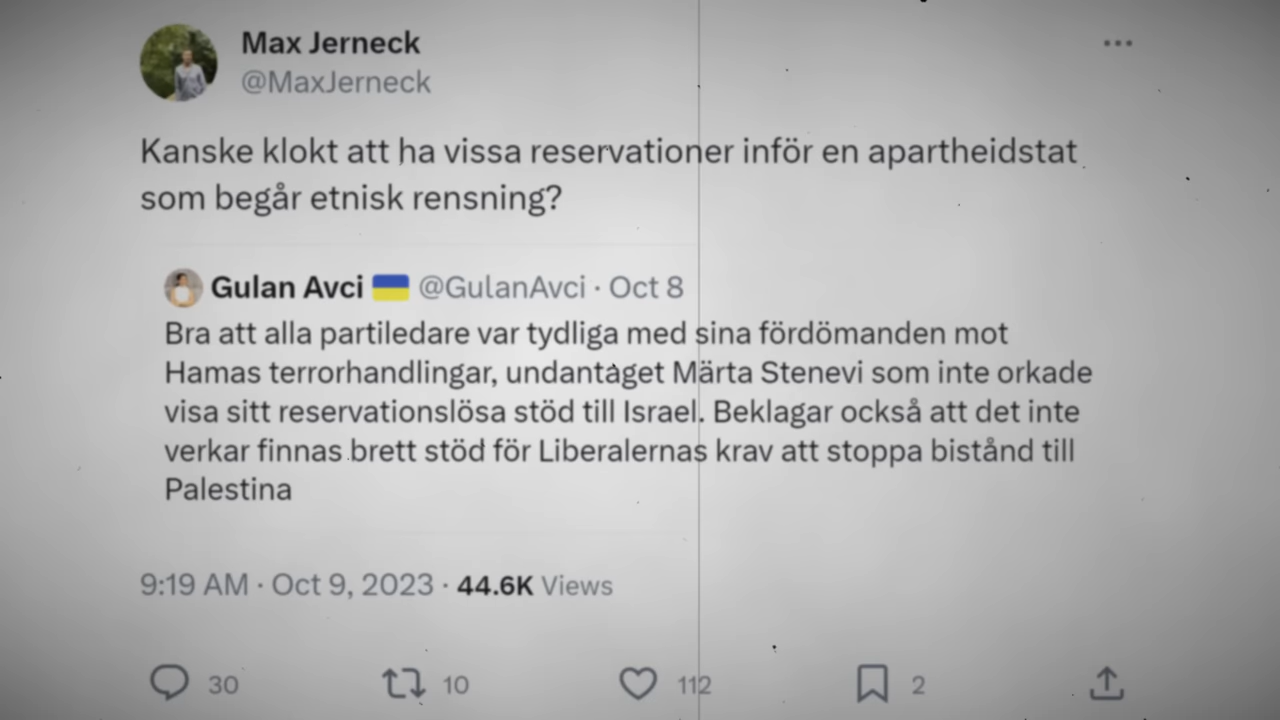 Max Jerneck
@MaxJerneck
Kanske klokt att ha vissa reservationer inför en apartheidstat
som begår etnisk rensning?
Gulan Avci 🇺🇦 @GulanAvci · Oct 8
Bra att alla partiledare var tydliga med sina fördömanden mot
Hamas terrorhandlingar, undantaget Märta Stenevi som inte orkade
visa sitt reservationslösa stöd till Israel. Beklagar också att det inte
verkar finnas brett stöd för Liberalernas krav att stoppa bistånd till
Palestina
9:19 AM · Oct 9, 2023 · 44.6K Views
30 10 112 2